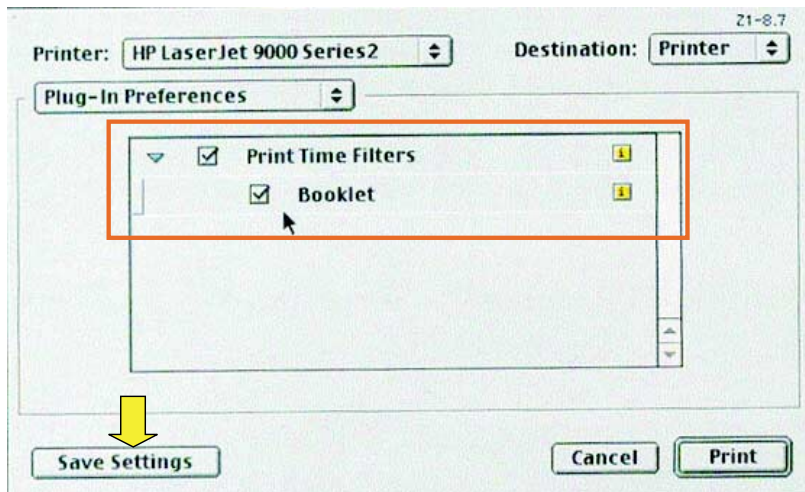 Z1-8.7
Printer: HP LaserJet 9000 Series2 Destination: Printer
Plug-In Preferences
Print Time Filters
Booklet
Save Settings Cancel Print